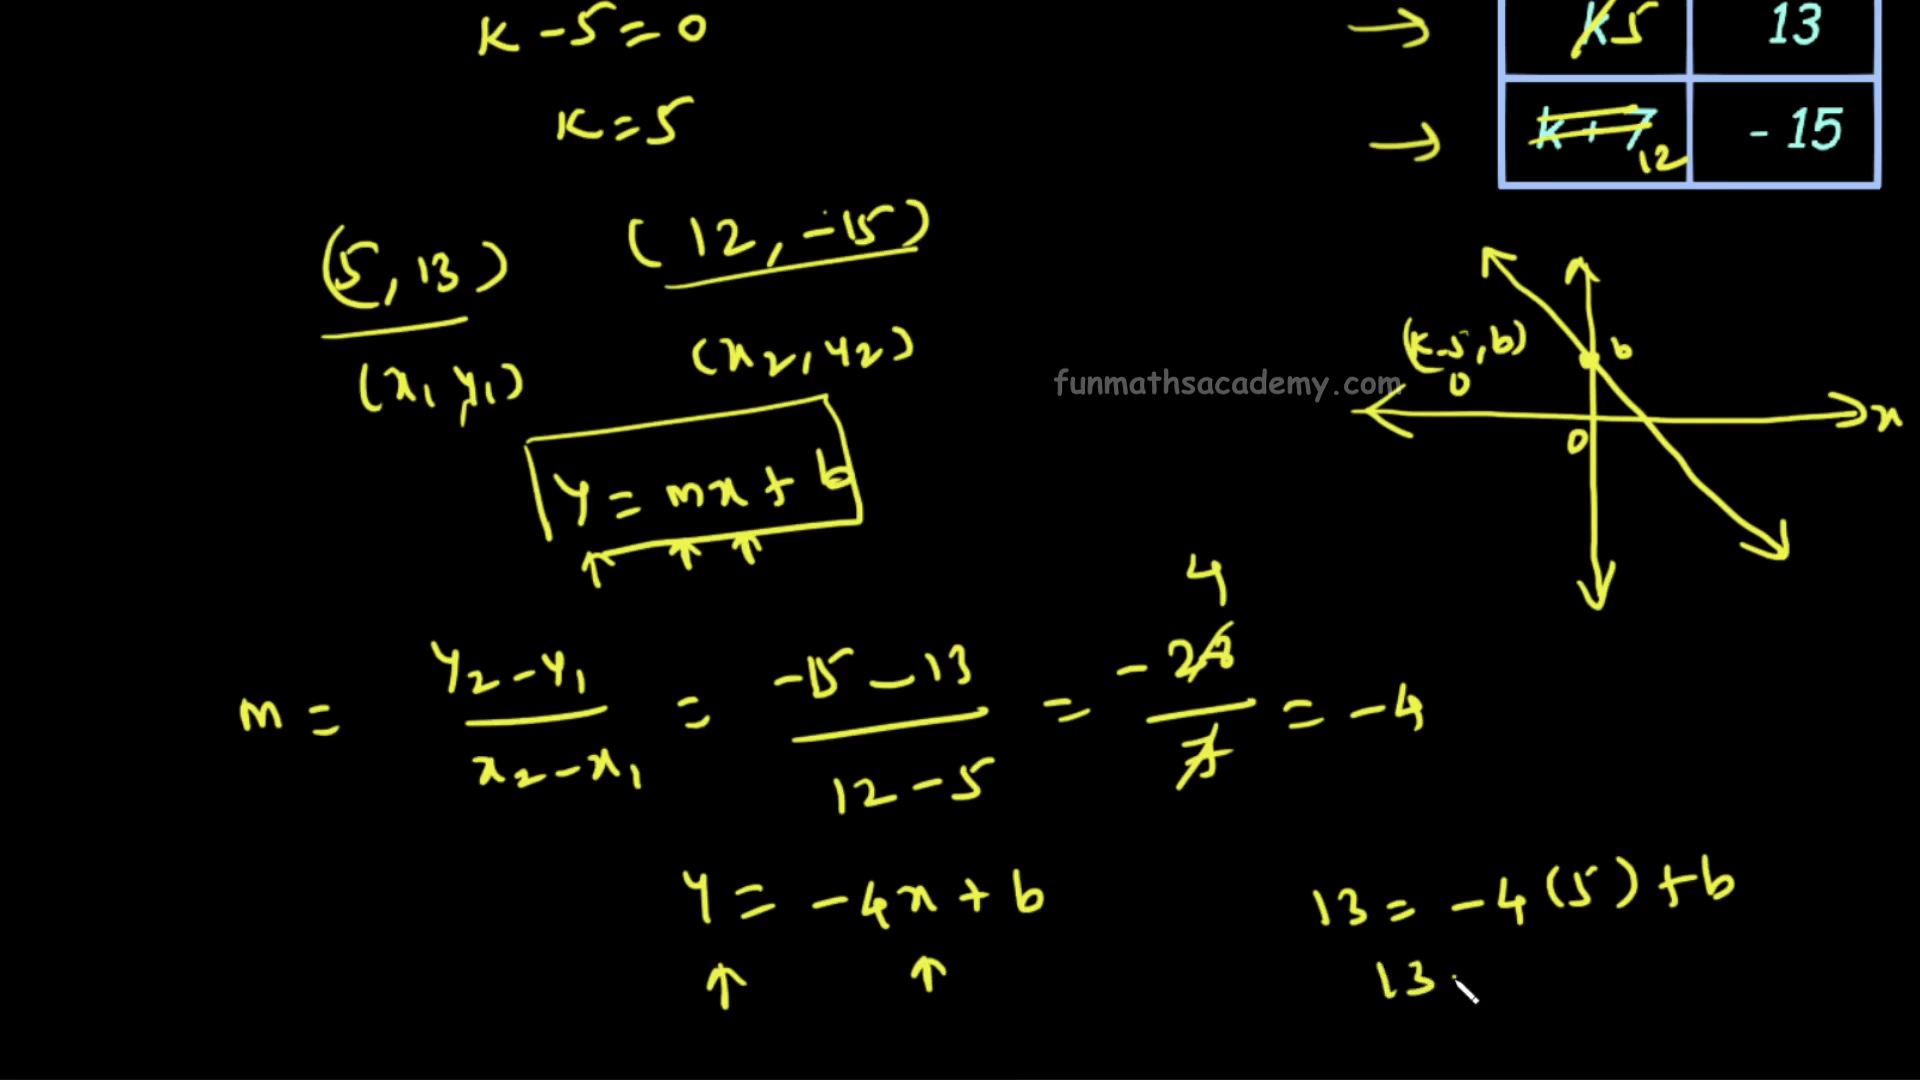 K - 5 = 0
K = 5
k 5 13
k + 7 12 - 15
(5, 13) (12, -15)
(x1 y1) (x2, y2)
(K-5, b) b
0
funmathsacademy.com
x
0
Y = mx + b
m = y2 - y1 / x2 - x1 = -15 - 13 / 12 - 5 = - 28 / 7 4 = -4
Y = -4x + b
13 = -4(5) + b
13